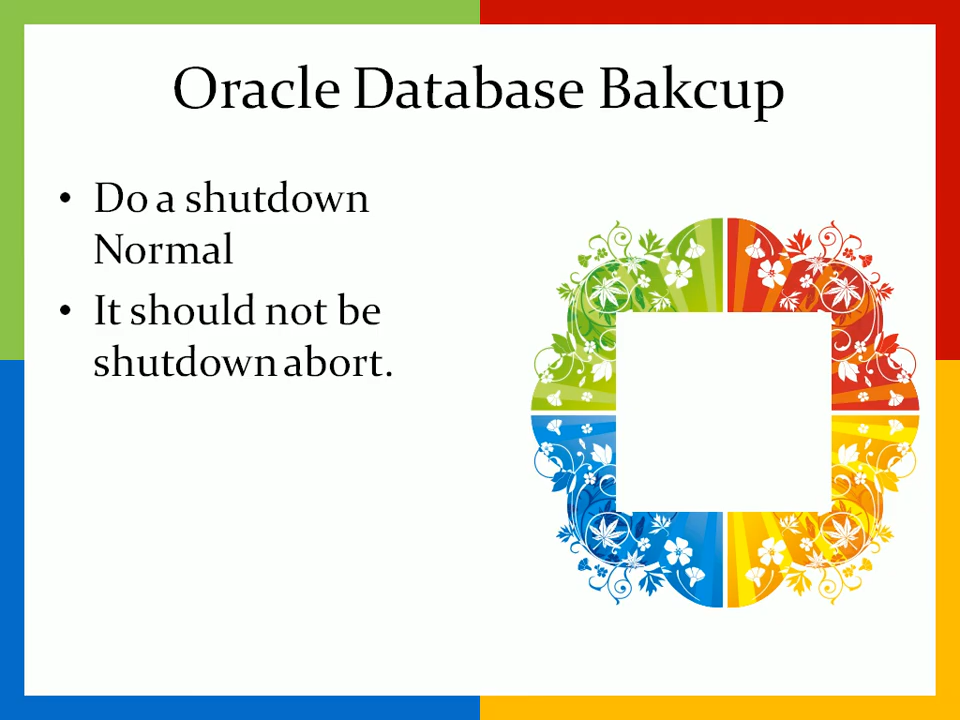 Oracle Database Bakcup
• Do a shutdown
Normal
• It should not be
shutdown abort.